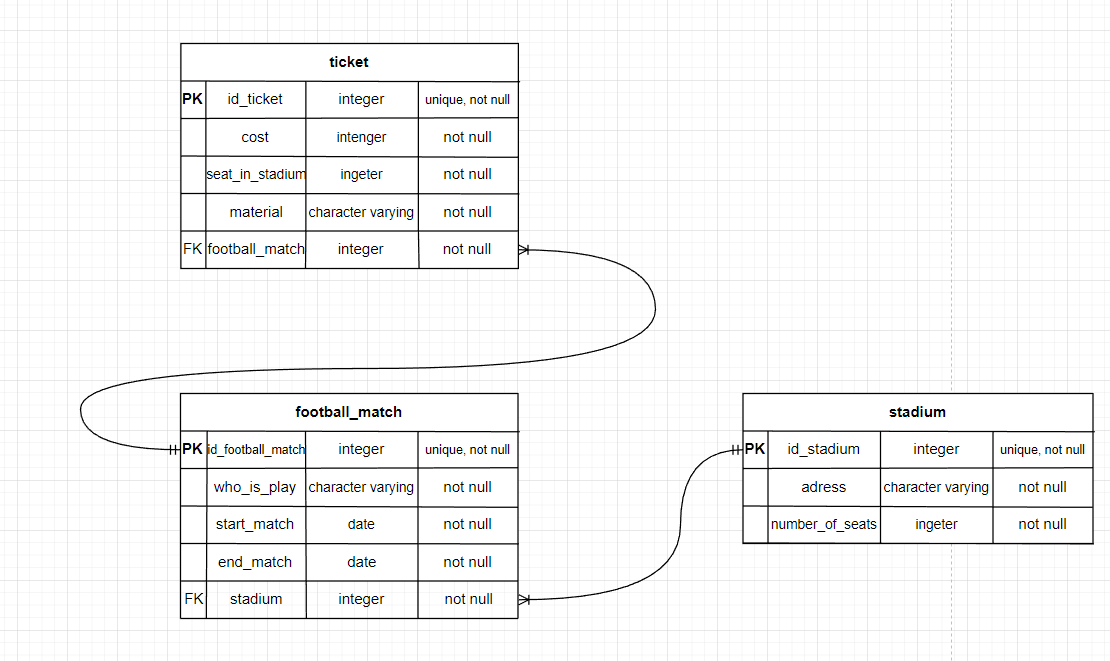 ticket
PK id_ticket integer unique, not null
cost intenger not null
seat_in_stadium ingeter not null
material character varying not null
FK football_match integer not null
football_match
PK id_football_match integer unique, not null
who_is_play character varying not null
start_match date not null
end_match date not null
FK stadium integer not null
stadium
PK id_stadium integer unique, not null
adress character varying not null
number_of_seats ingeter not null